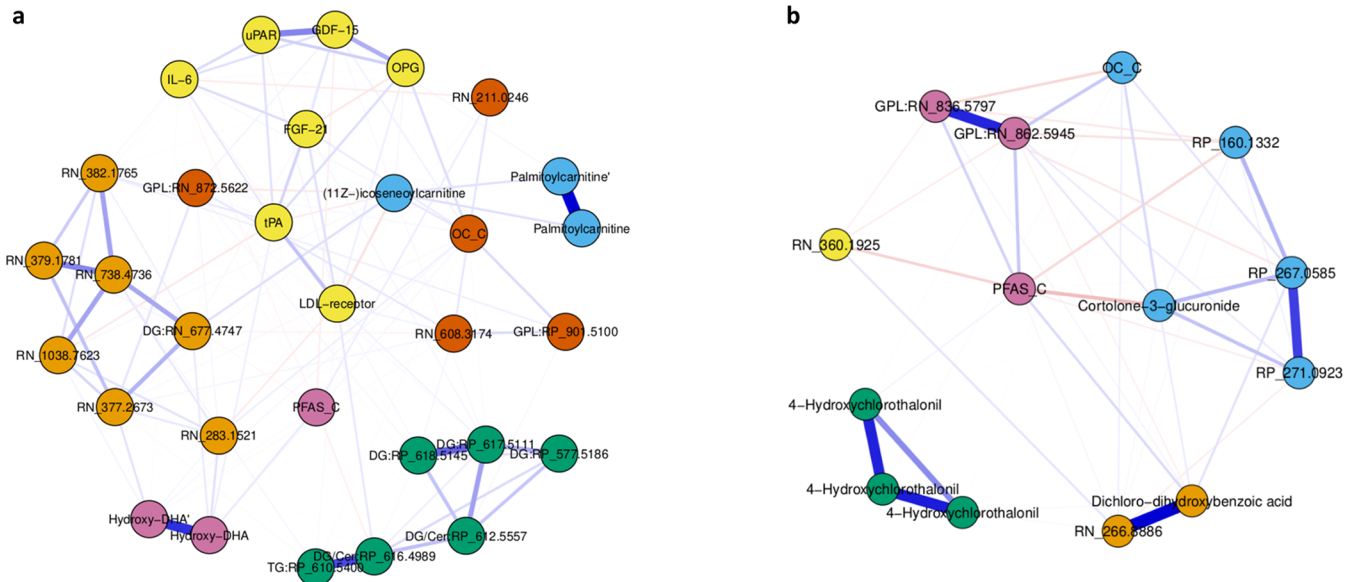 a
uPAR
GDF-15
OPG
IL-6
RN_211.0246
FGF-21
RN_382.1765
GPL:RN_872.5622
(11Z-)icoseneoylcarnitine
Palmitoylcarnitine'
Palmitoylcarnitine
tPA
OC_C
RN_379.1781
RN_738.4736
LDL-receptor
DG:RN_677.4747
RN_608.3174
GPL:RP_901.5100
RN_1038.7623
RN_377.2673
PFAS_C
RN_283.1521
DG:RP_617.5111
DG:RP_618.5145
DG:RP_577.5186
Hydroxy-DHA'
Hydroxy-DHA
DG/Cer:RP_612.5557
DG/Cer:RP_616.4989
TG:RP_610.5400
b
OC_C
GPL:RN_836.5797
GPL:RN_862.5945
RP_160.1332
RN_360.1925
RP_267.0585
PFAS_C
Cortolone-3-glucuronide
RP_271.0923
4-Hydroxychlorothalonil
4-Hydroxychlorothalonil
4-Hydroxychlorothalonil
Dichloro-dihydroxybenzoic acid
RN_266.8886